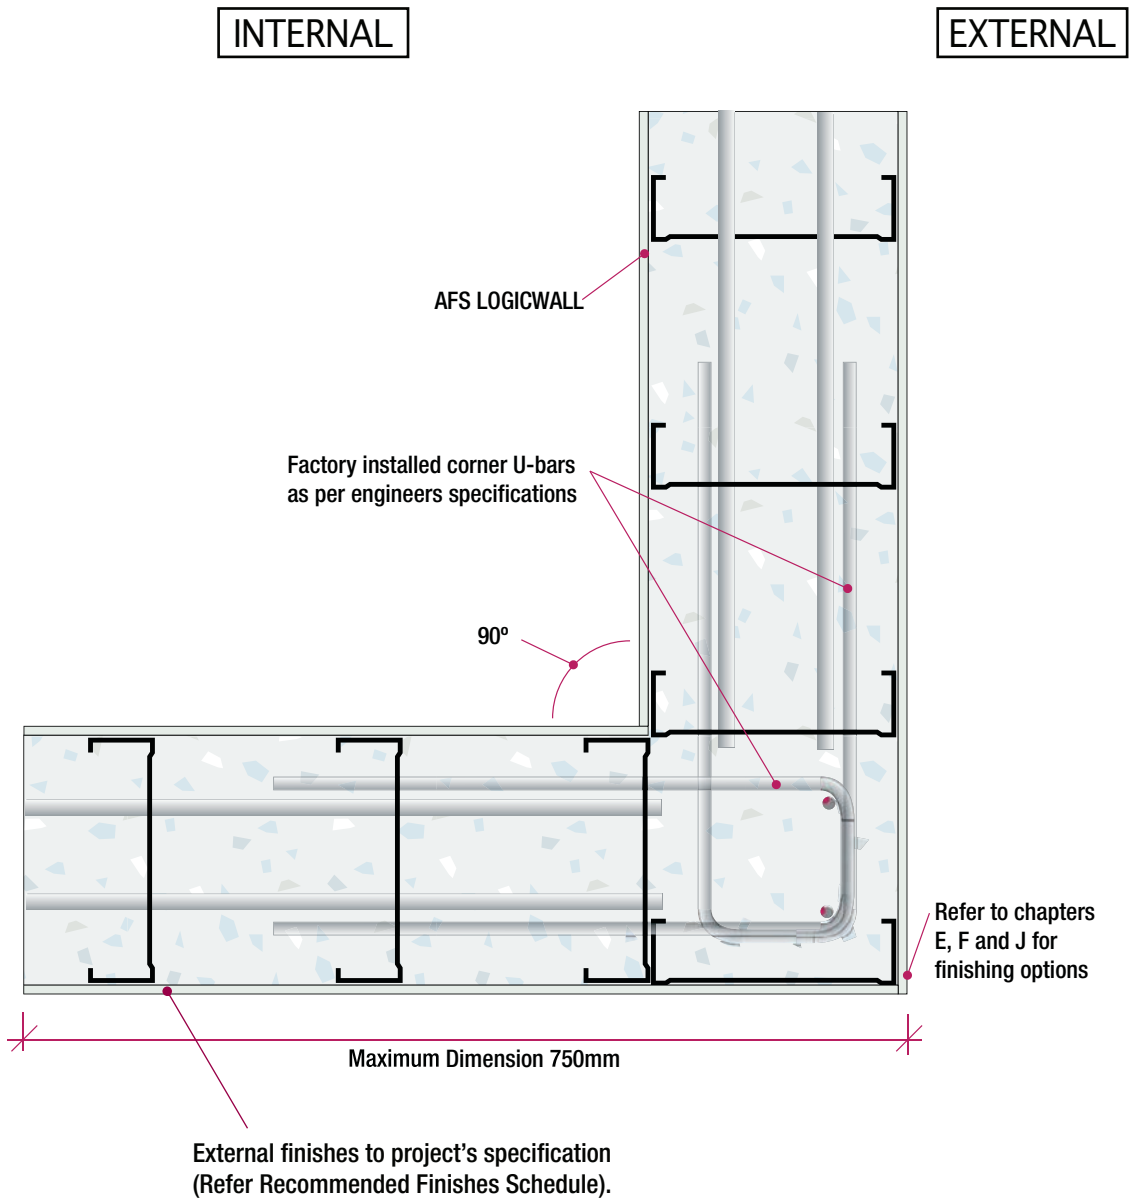 INTERNAL
EXTERNAL
AFS LOGICWALL
Factory installed corner U-bars
as per engineers specifications
90º
Refer to chapters
E, F and J for
finishing options
Maximum Dimension 750mm
External finishes to project’s specification
(Refer Recommended Finishes Schedule).